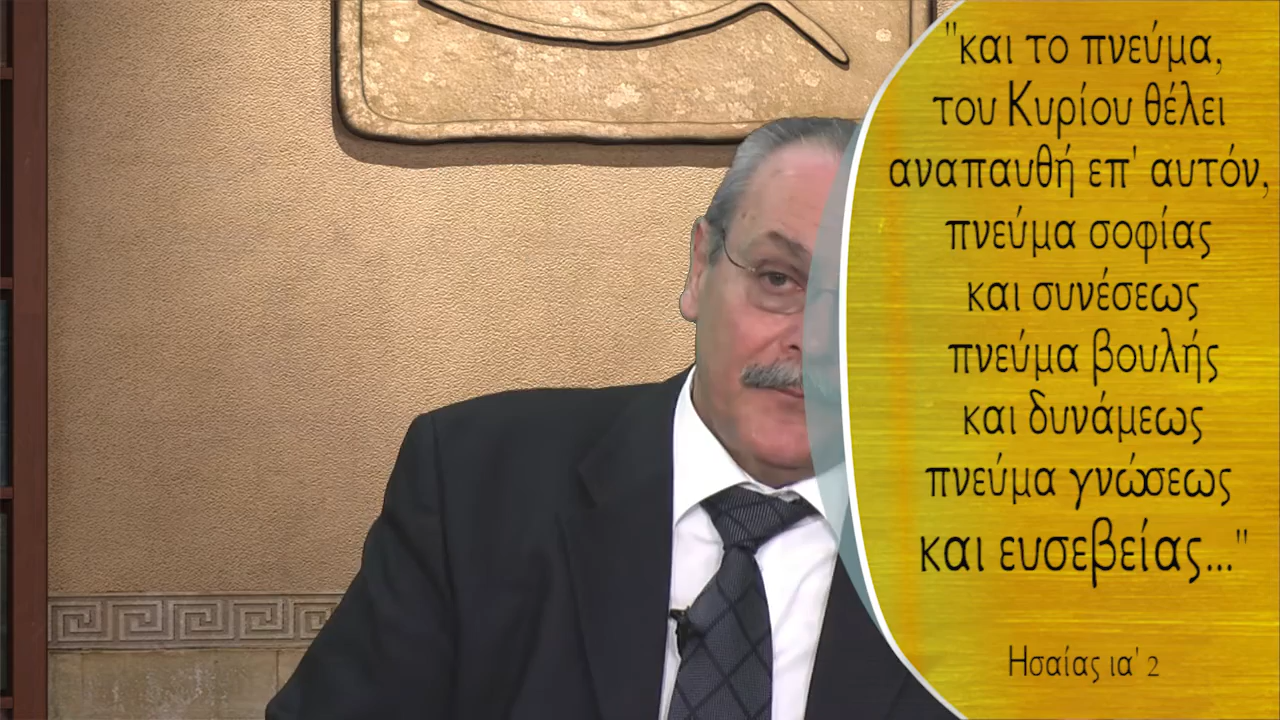 "και το πνεύμα,
του Κυρίου θέλει
αναπαυθή επ' αυτόν,
πνεύμα σοφίας
και συνέσεως
πνεύμα βουλής
και δυνάμεως
πνεύμα γνώσεως
και ευσεβείας..."
Ησαίας ια' 2